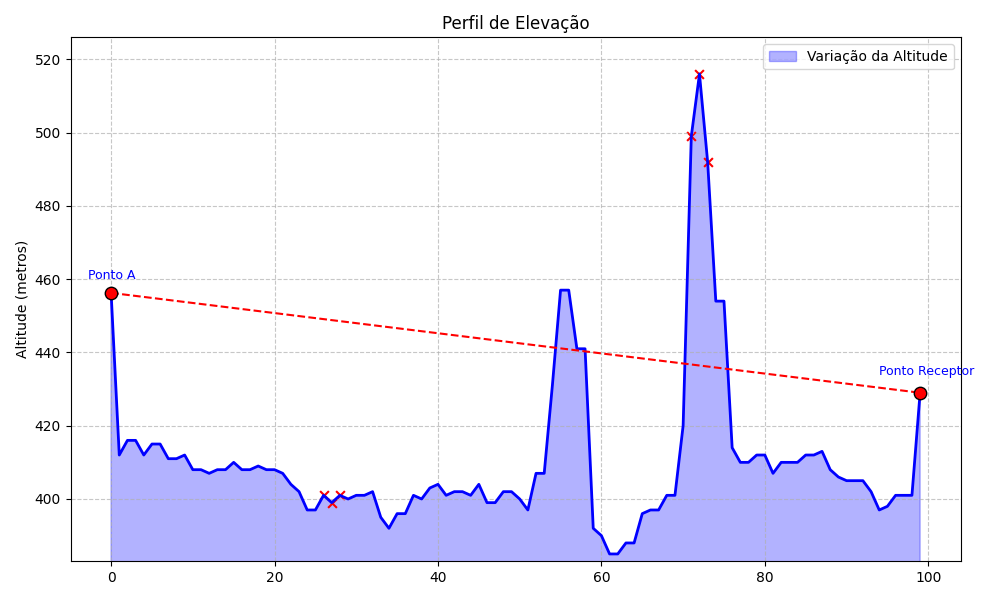 Perfil de Elevação
Variação da Altitude
Altitude (metros)
520
500
480
460
440
420
400
Ponto A
Ponto Receptor
0
20
40
60
80
100